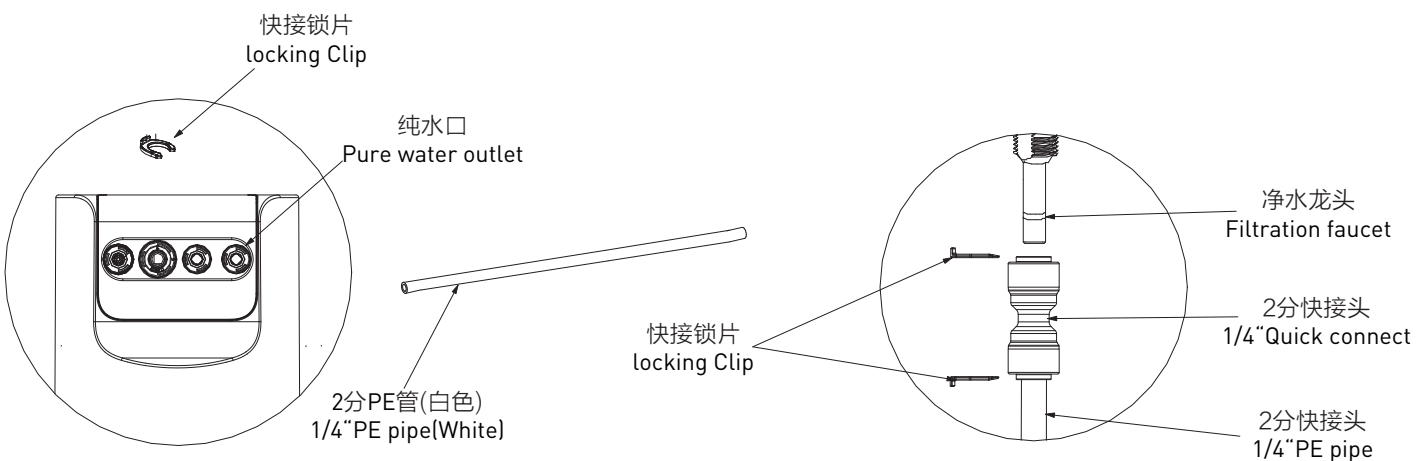 快接锁片
locking Clip
纯水口
Pure water outlet
2分PE管(白色)
1/4“PE pipe(White)
快接锁片
locking Clip
净水龙头
Filtration faucet
2分快接头
1/4“Quick connect
2分快接头
1/4“PE pipe